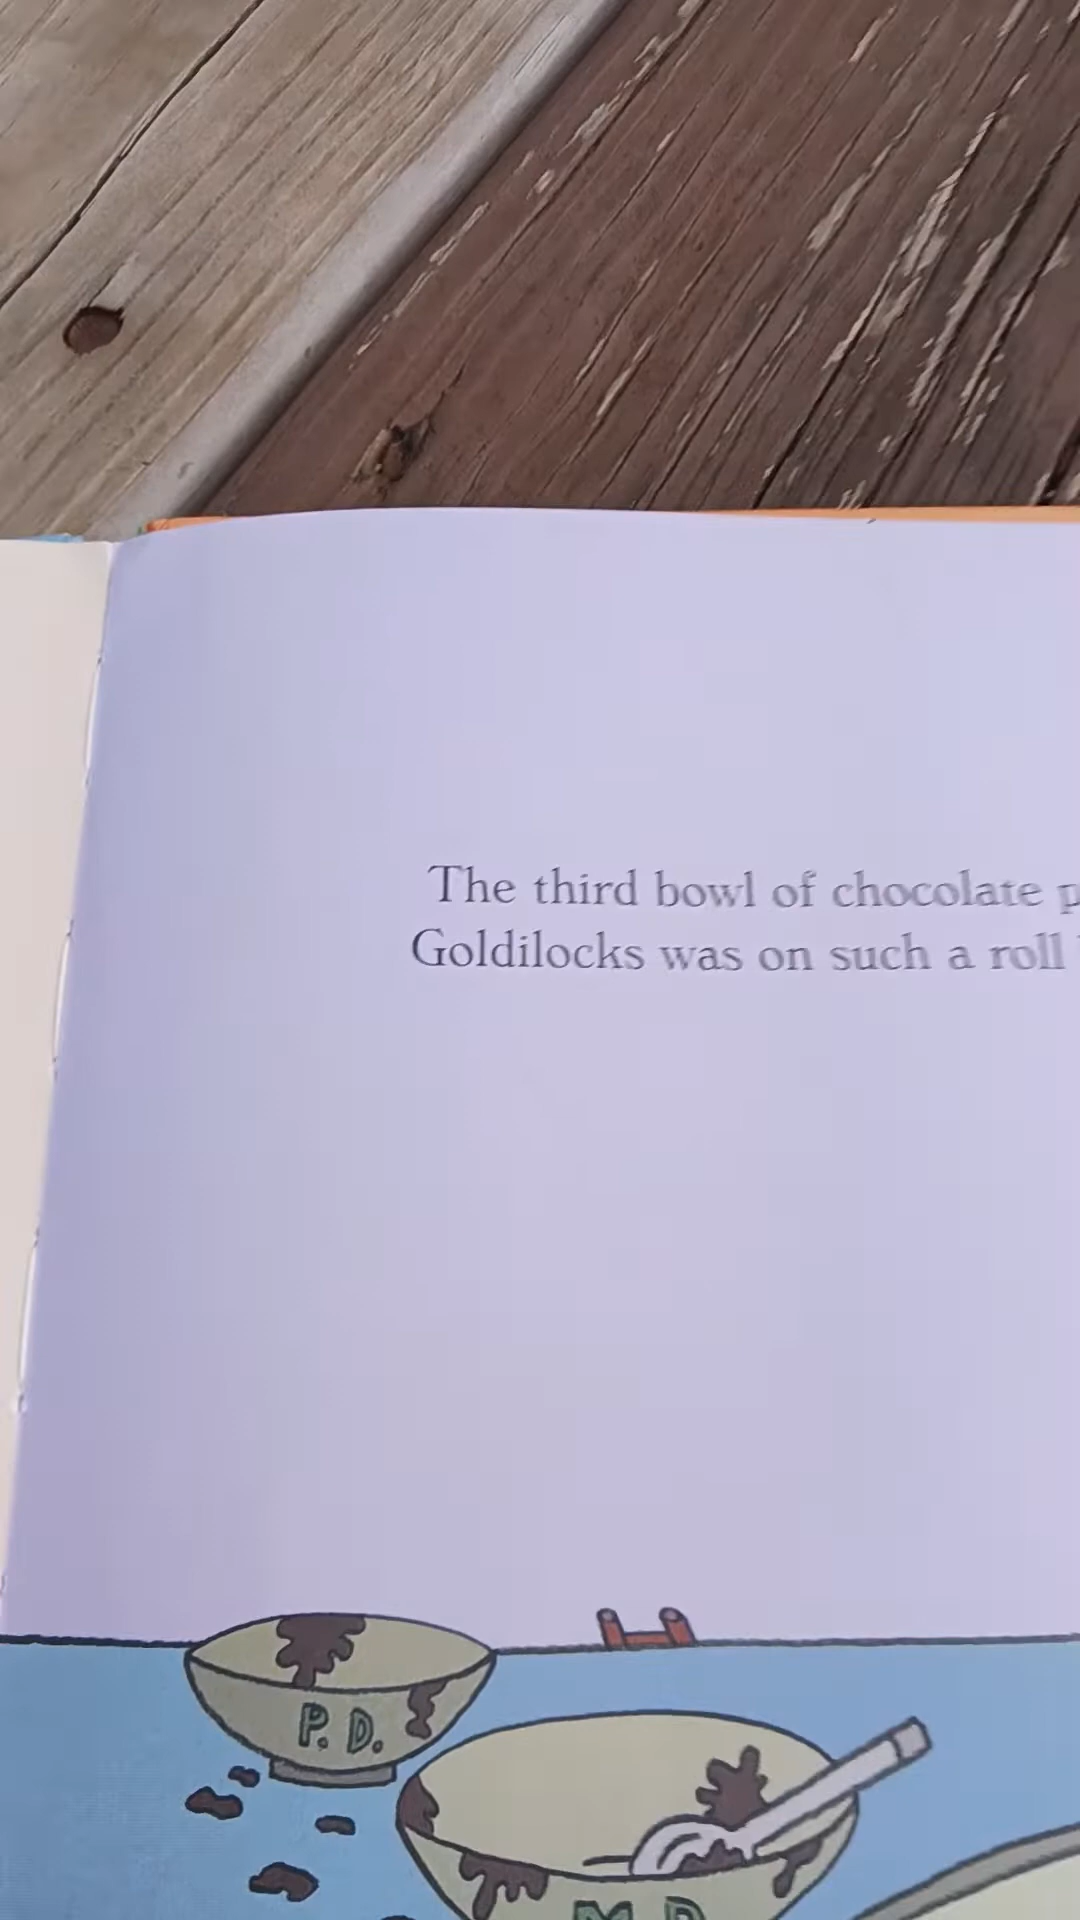 The third bowl of chocolate
Goldilocks was on such a roll
P. D.
M D